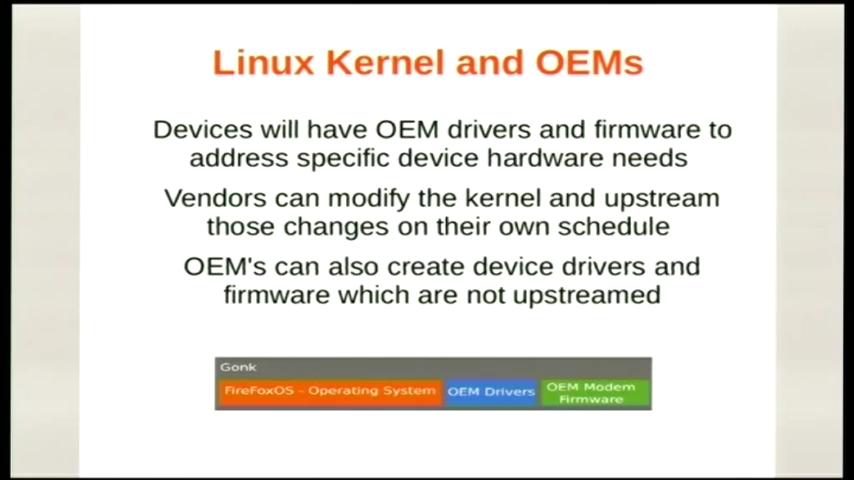 Linux Kernel and OEMs
Devices will have OEM drivers and firmware to
address specific device hardware needs
Vendors can modify the kernel and upstream
those changes on their own schedule
OEM's can also create device drivers and
firmware which are not upstreamed
Gonk
FireFoxOS - Operating System
OEM Drivers
OEM Modem
Firmware